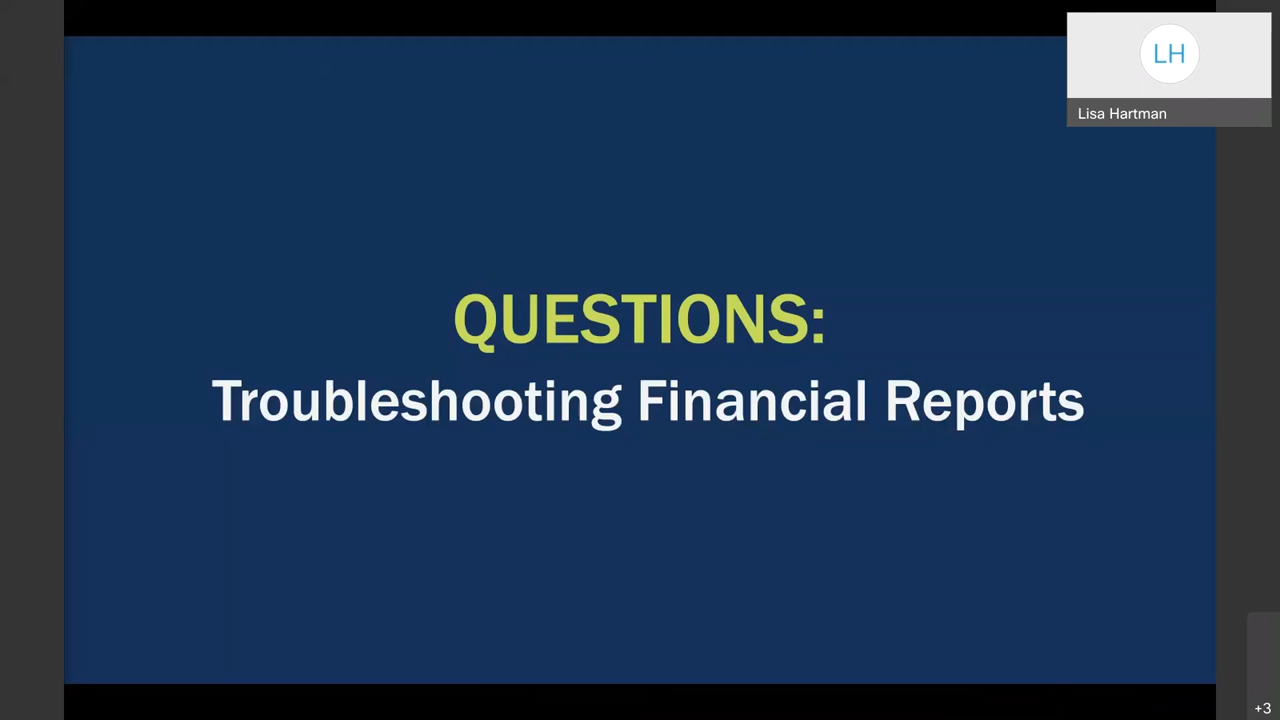 LH
Lisa Hartman
QUESTIONS:
Troubleshooting Financial Reports
+3